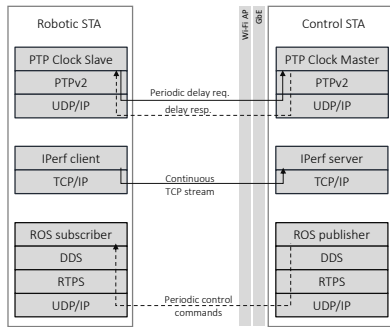 Robotic STA
Wi-Fi AP
GbE
Control STA
PTP Clock Slave
PTP Clock Master
PTPv2
Periodic delay req.
PTPv2
UDP/IP
delay resp.
UDP/IP
IPerf client
IPerf server
TCP/IP
Continuous
TCP stream
TCP/IP
ROS subscriber
ROS publisher
DDS
DDS
RTPS
RTPS
UDP/IP
Periodic control
commands
UDP/IP